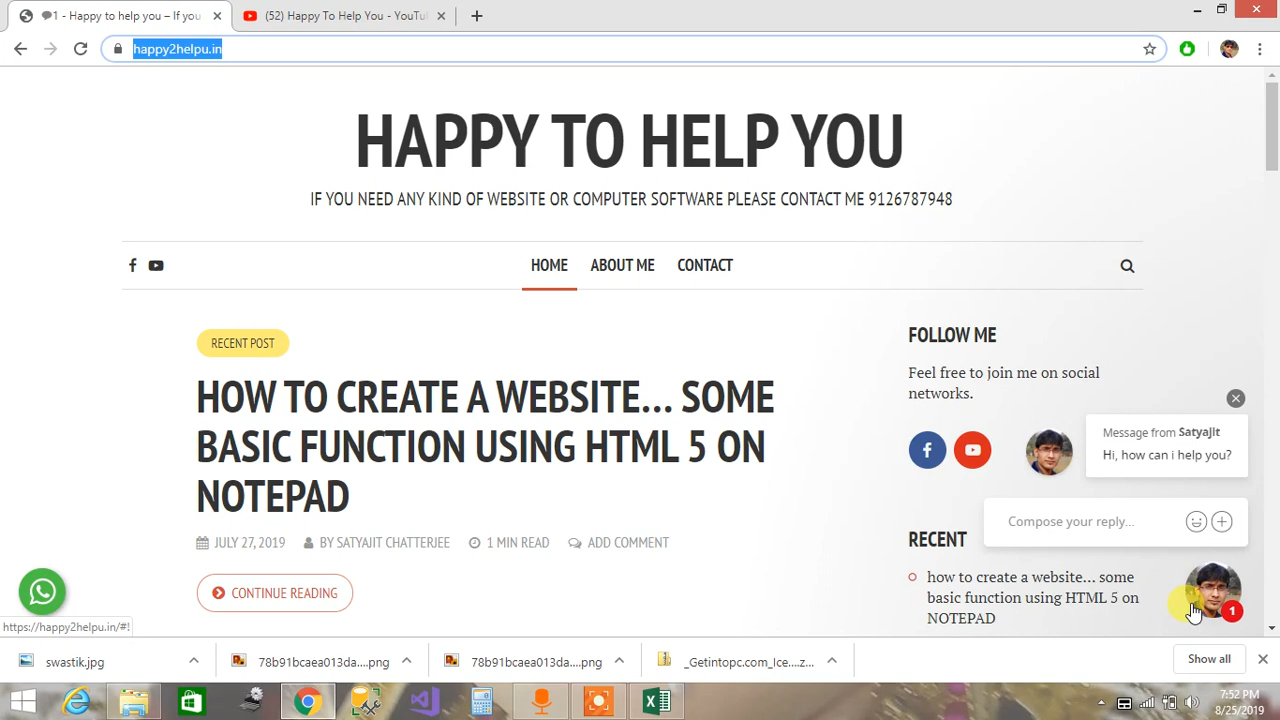 1 - Happy to help you – If you
(52) Happy To Help You - YouTu
happy2helpu.in
HAPPY TO HELP YOU
IF YOU NEED ANY KIND OF WEBSITE OR COMPUTER SOFTWARE PLEASE CONTACT ME 9126787948
HOME ABOUT ME CONTACT
RECENT POST
HOW TO CREATE A WEBSITE... SOME
BASIC FUNCTION USING HTML 5 ON
NOTEPAD
JULY 27, 2019 BY SATYAJIT CHATTERJEE 1 MIN READ ADD COMMENT
CONTINUE READING
FOLLOW ME
Feel free to join me on social
networks.
Message from SatyaJIt
Hi, how can i help you?
Compose your reply...
RECENT
how to create a website... some
basic function using HTML 5 on
NOTEPAD
1
https://happy2helpu.in/#!
swastik.jpg
78b91bcaea013da....png
78b91bcaea013da....png
_Getintopc.com_Ice....z...
Show all
7:52 PM
8/25/2019